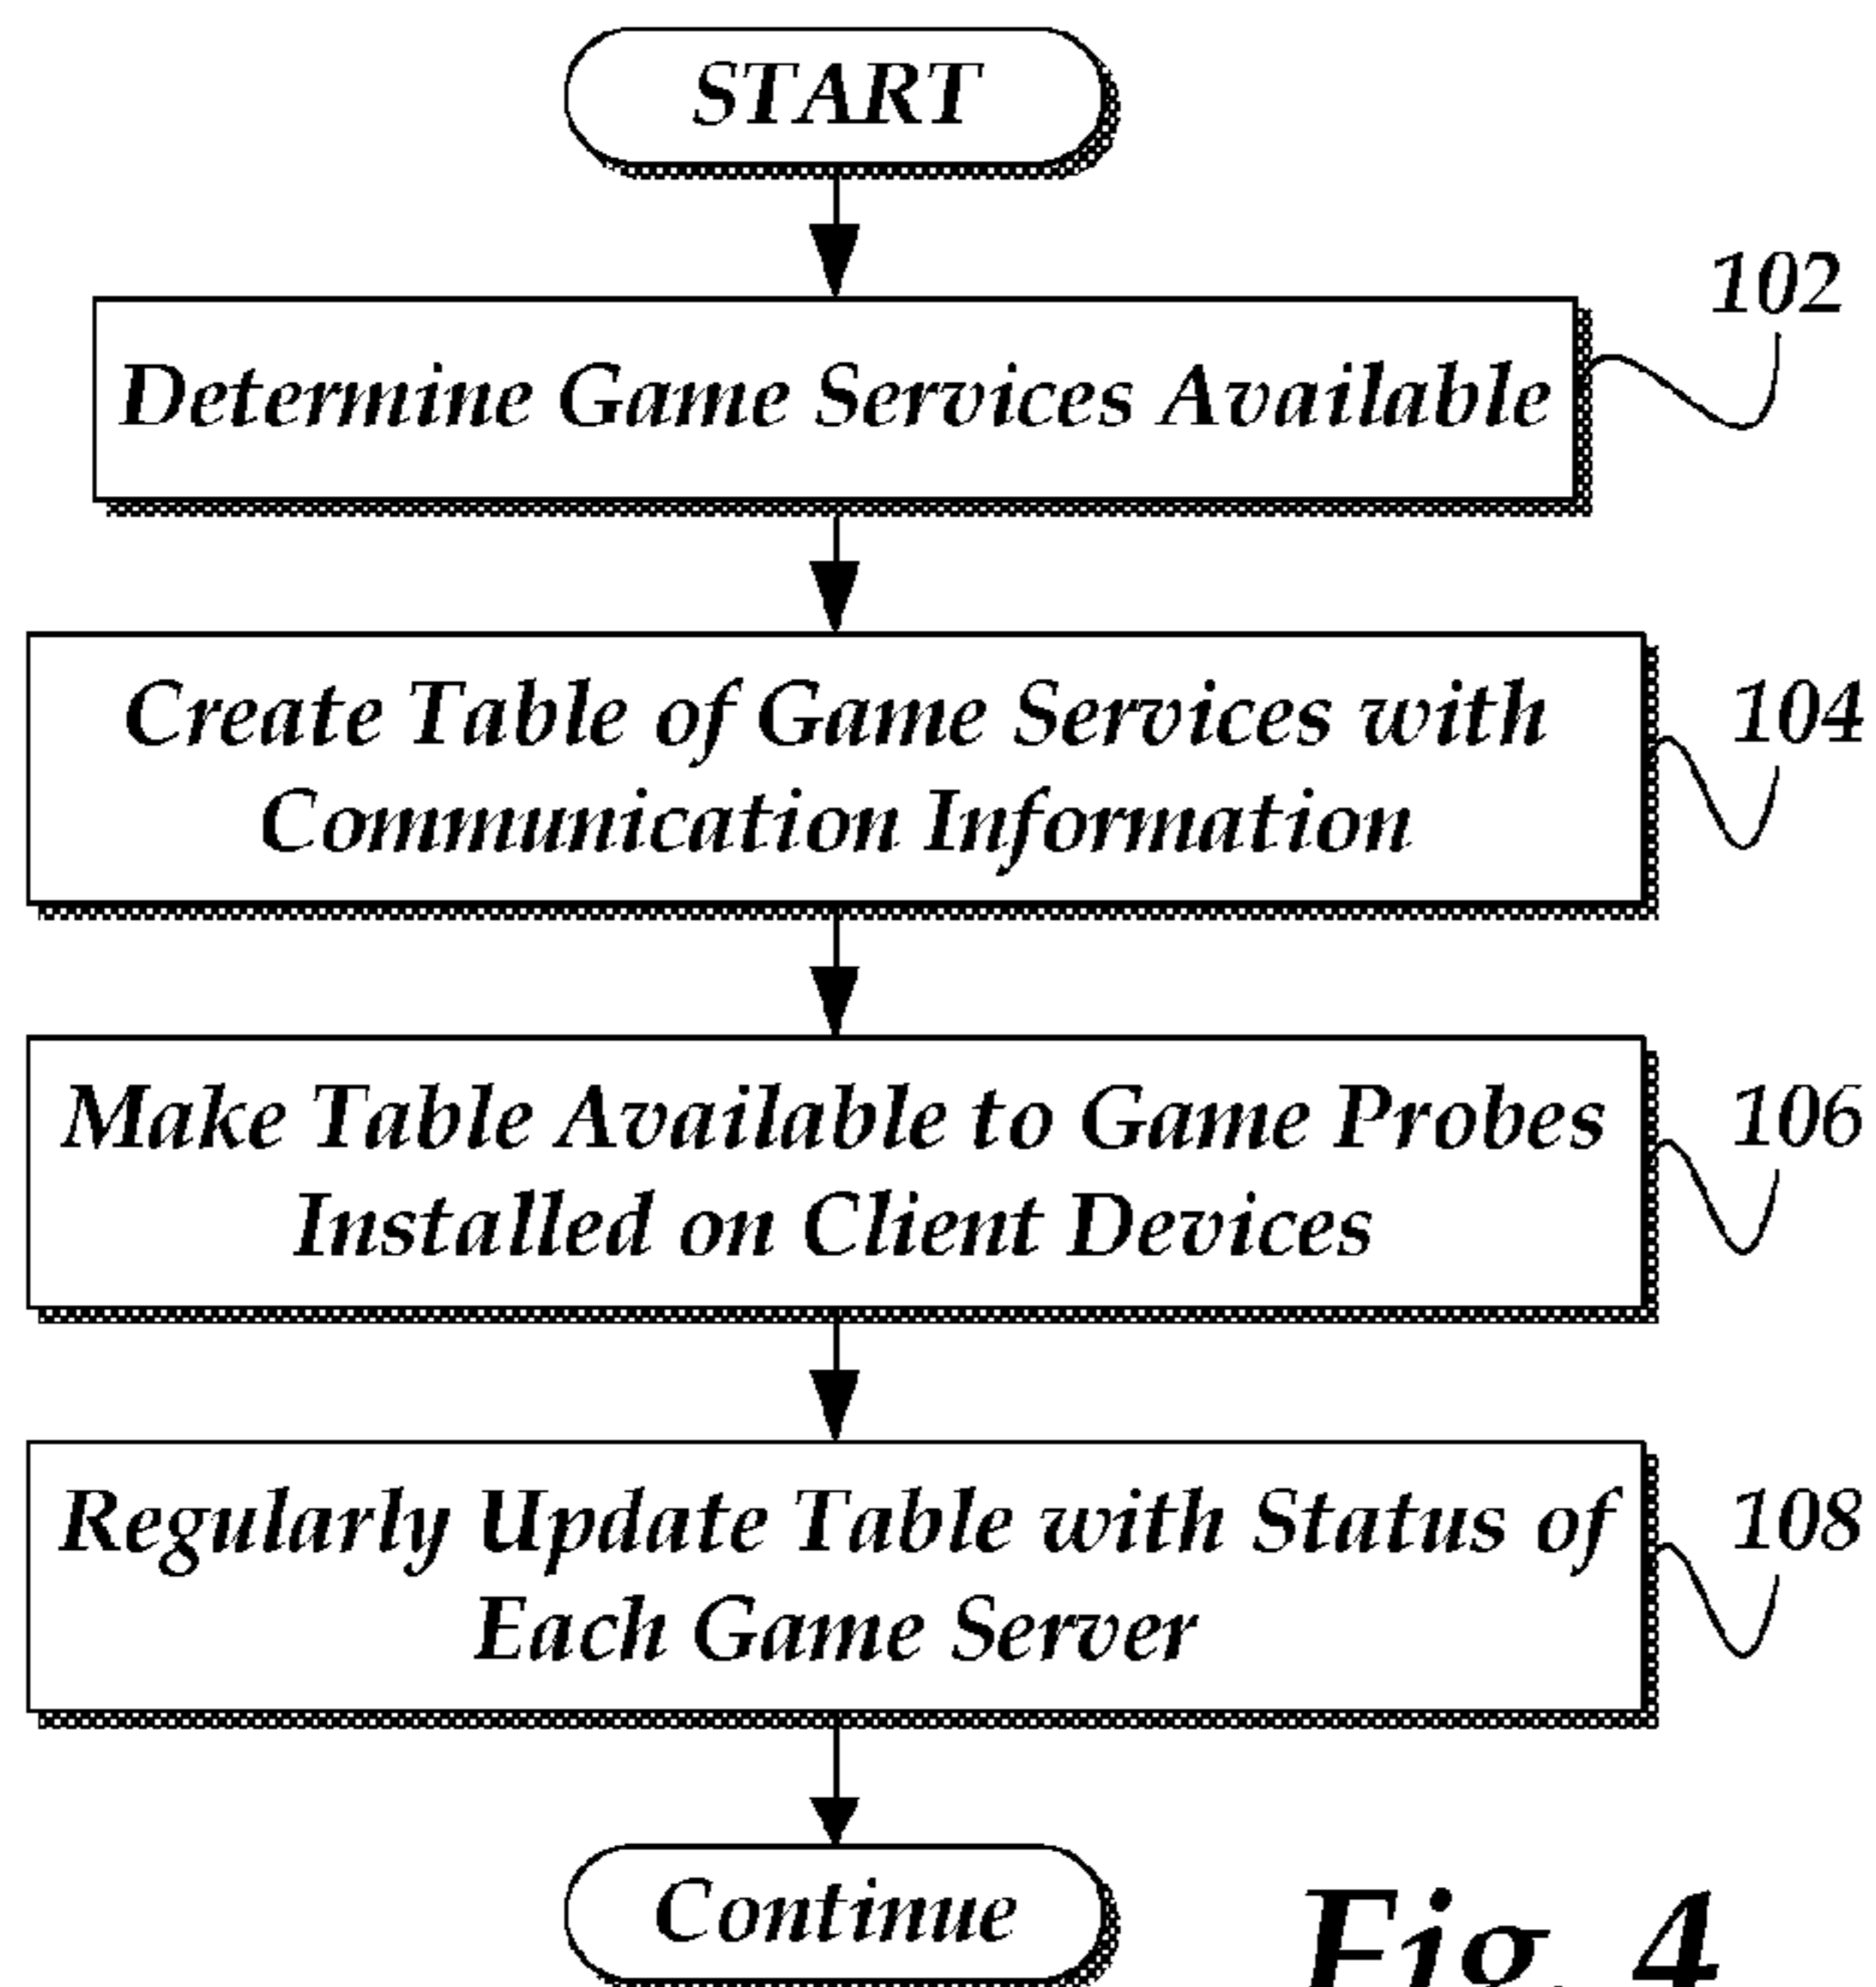 START
102
Determine Game Services Available
104
Create Table of Game Services with
Communication Information
106
Make Table Available to Game Probes
Installed on Client Devices
108
Regularly Update Table with Status of
Each Game Server
Continue
Fig. 4